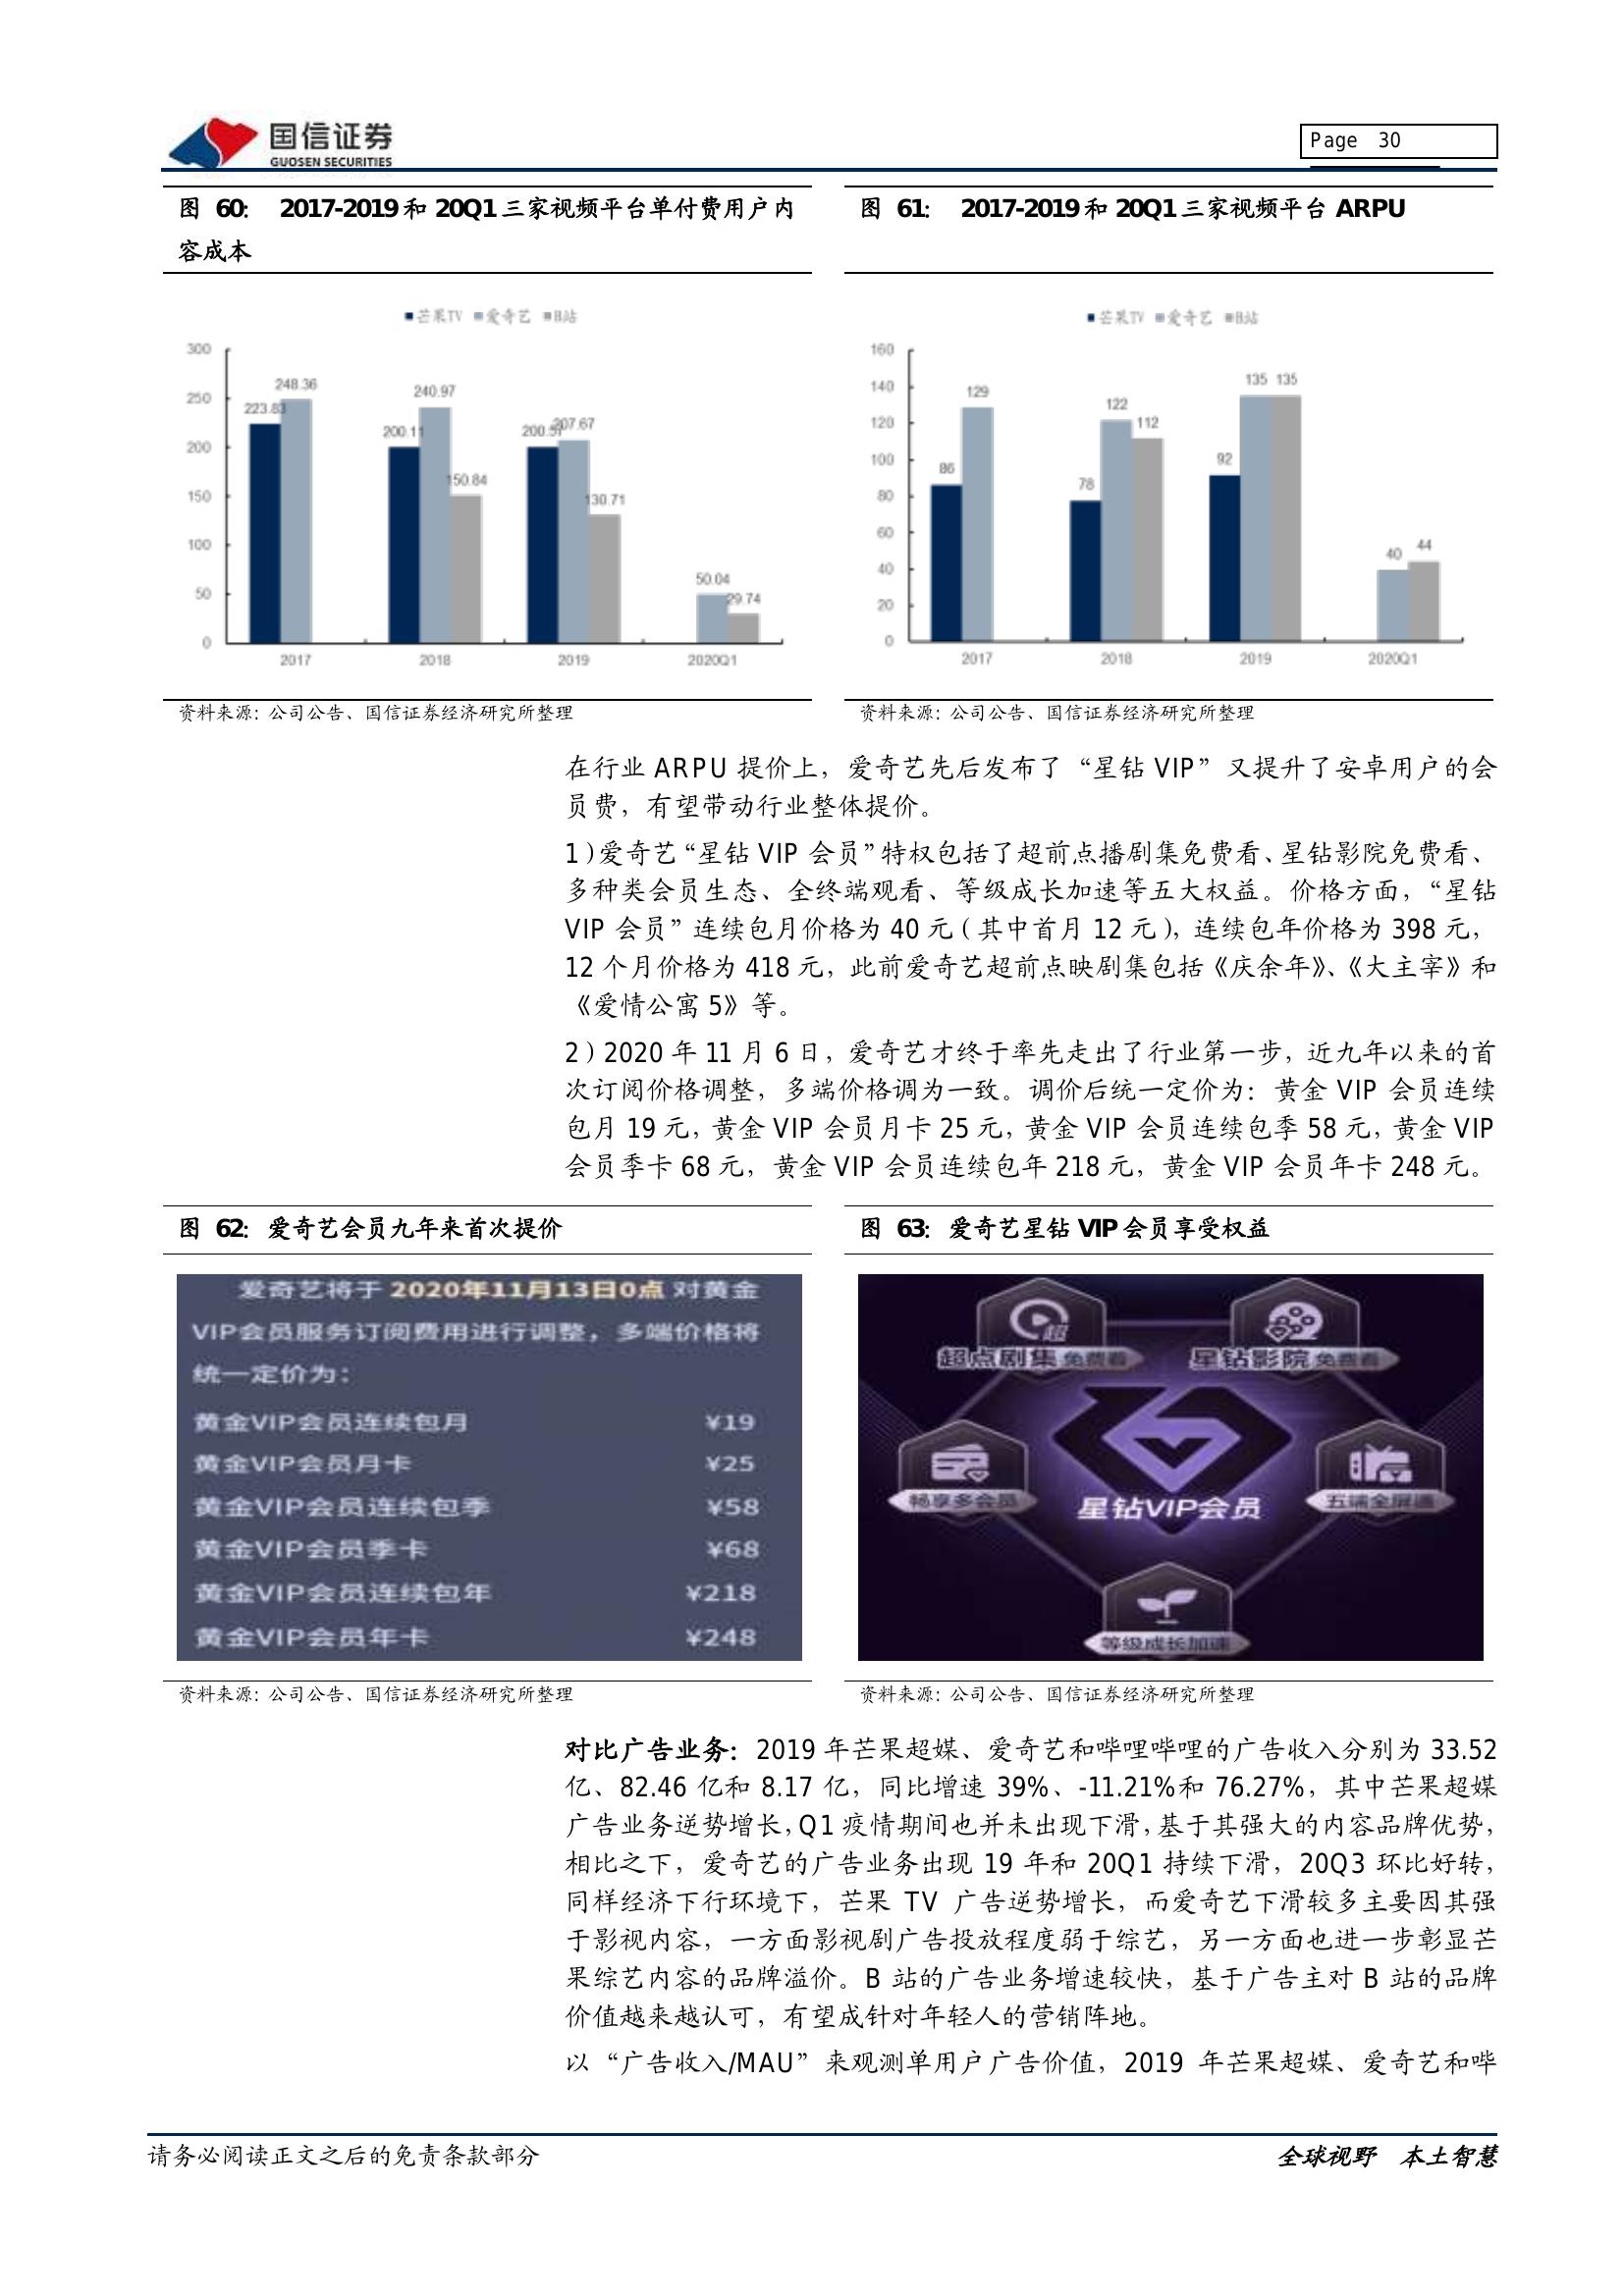 国信证券
GUOSEN SECURITIES
Page 30
图 60： 2017-2019和20Q1三家视频平台单付费用户内
容成本
芒果TV 爱奇艺 B站
300
250
200
150
100
50
0
223.83
248.36
200.11
240.97
150.84
200.57
207.67
130.71
50.04
29.74
2017 2018 2019 2020Q1
资料来源: 公司公告、国信证券经济研究所整理
图 61： 2017-2019和20Q1三家视频平台 ARPU
芒果TV 爱奇艺 B站
160
140
120
100
80
60
40
20
0
86
129
78
122
112
92
135
135
40
44
2017 2018 2019 2020Q1
资料来源: 公司公告、国信证券经济研究所整理
在行业 ARPU 提价上，爱奇艺先后发布了“星钻 VIP”又提升了安卓用户的会
员费，有望带动行业整体提价。
1）爱奇艺“星钻 VIP 会员”特权包括了超前点播剧集免费看、星钻影院免费看、
多种类会员生态、全终端观看、等级成长加速等五大权益。价格方面，“星钻
VIP 会员”连续包月价格为 40 元（其中首月 12 元），连续包年价格为 398 元，
12 个月价格为 418 元，此前爱奇艺超前点映剧集包括《庆余年》、《大主宰》和
《爱情公寓 5》等。
2）2020 年 11 月 6 日，爱奇艺才终于率先走出了行业第一步，近九年以来的首
次订阅价格调整，多端价格调为一致。调价后统一定价为：黄金 VIP 会员连续
包月 19 元，黄金 VIP 会员月卡 25 元，黄金 VIP 会员连续包季 58 元，黄金 VIP
会员季卡 68 元，黄金 VIP 会员连续包年 218 元，黄金 VIP 会员年卡 248 元。
图 62: 爱奇艺会员九年来首次提价
爱奇艺将于 2020年11月13日0点 对黄金
VIP会员服务订阅费用进行调整，多端价格将
统一定价为：
黄金VIP会员连续包月 ¥19
黄金VIP会员月卡 ¥25
黄金VIP会员连续包季 ¥58
黄金VIP会员季卡 ¥68
黄金VIP会员连续包年 ¥218
黄金VIP会员年卡 ¥248
资料来源: 公司公告、国信证券经济研究所整理
图 63: 爱奇艺星钻 VIP 会员享受权益
超
超点剧集 免费看
星钻影院 免费看
畅享多会员
星钻VIP会员
五端全屏通
等级成长加速
资料来源: 公司公告、国信证券经济研究所整理
对比广告业务：2019 年芒果超媒、爱奇艺和哔哩哔哩的广告收入分别为 33.52
亿、82.46 亿和 8.17 亿，同比增速 39%、-11.21%和 76.27%，其中芒果超媒
广告业务逆势增长，Q1 疫情期间也并未出现下滑，基于其强大的内容品牌优势，
相比之下，爱奇艺的广告业务出现 19 年和 20Q1 持续下滑，20Q3 环比好转，
同样经济下行环境下，芒果 TV 广告逆势增长，而爱奇艺下滑较多主要因其强
于影视内容，一方面影视剧广告投放程度弱于综艺，另一方面也进一步彰显芒
果综艺内容的品牌溢价。B 站的广告业务增速较快，基于广告主对 B 站的品牌
价值越来越认可，有望成针对年轻人的营销阵地。
以“广告收入/MAU”来观测单用户广告价值，2019 年芒果超媒、爱奇艺和哔
请务必阅读正文之后的免责条款部分
全球视野 本土智慧